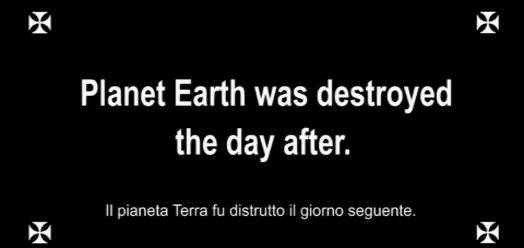 Planet Earth was destroyed
the day after.
Il pianeta Terra fu distrutto il giorno seguente.